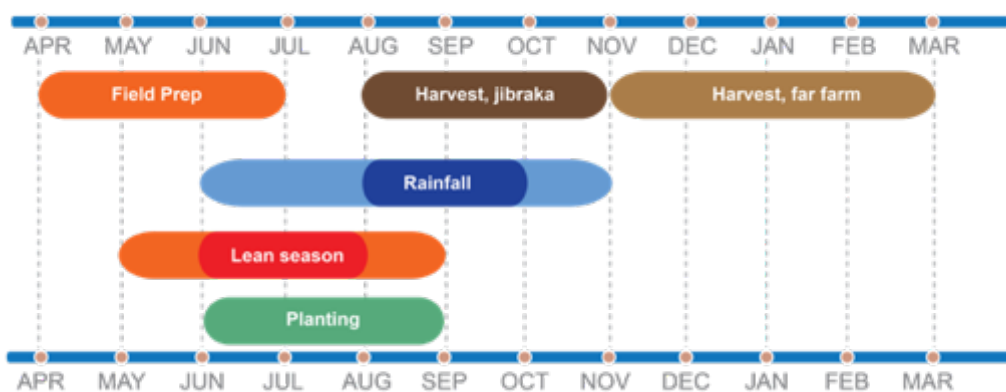 APR MAY JUN JUL AUG SEP OCT NOV DEC JAN FEB MAR
Field Prep Harvest, jibraka Harvest, far farm
Rainfall
Lean season
Planting
APR MAY JUN JUL AUG SEP OCT NOV DEC JAN FEB MAR